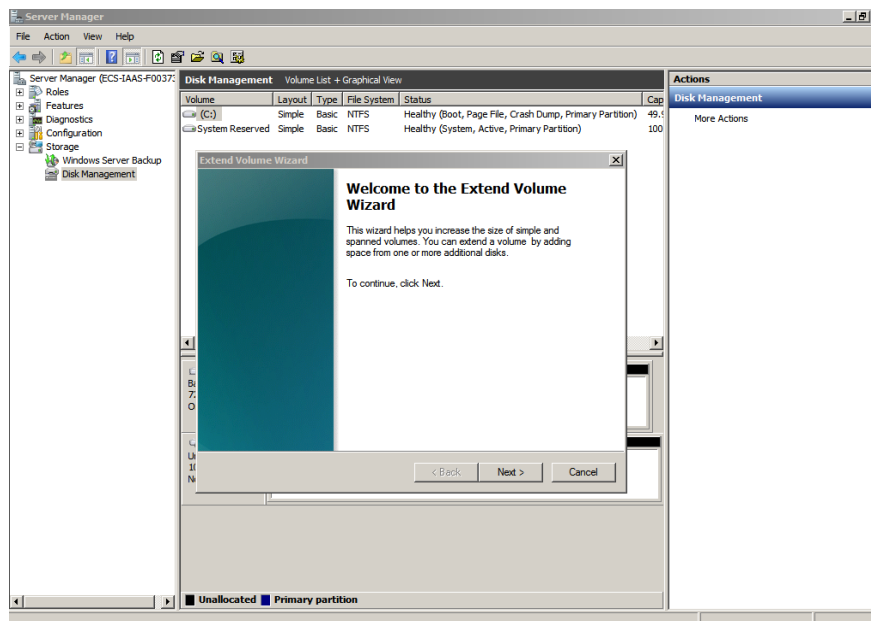 Server Manager
File Action View Help
Server Manager (ECS-IAAS-F0037
Roles
Features
Diagnostics
Configuration
Storage
Windows Server Backup
Disk Management
Disk Management Volume List + Graphical View
Volume Layout Type File System Status Cap
(C:) Simple Basic NTFS Healthy (Boot, Page File, Crash Dump, Primary Partition) 49.9
System Reserved Simple Basic NTFS Healthy (System, Active, Primary Partition) 100
Extend Volume Wizard
Welcome to the Extend Volume
Wizard
This wizard helps you increase the size of simple and
spanned volumes. You can extend a volume by adding
space from one or more additional disks.
To continue, click Next.
< Back Next > Cancel
Unallocated Primary partition
Actions
Disk Management
More Actions